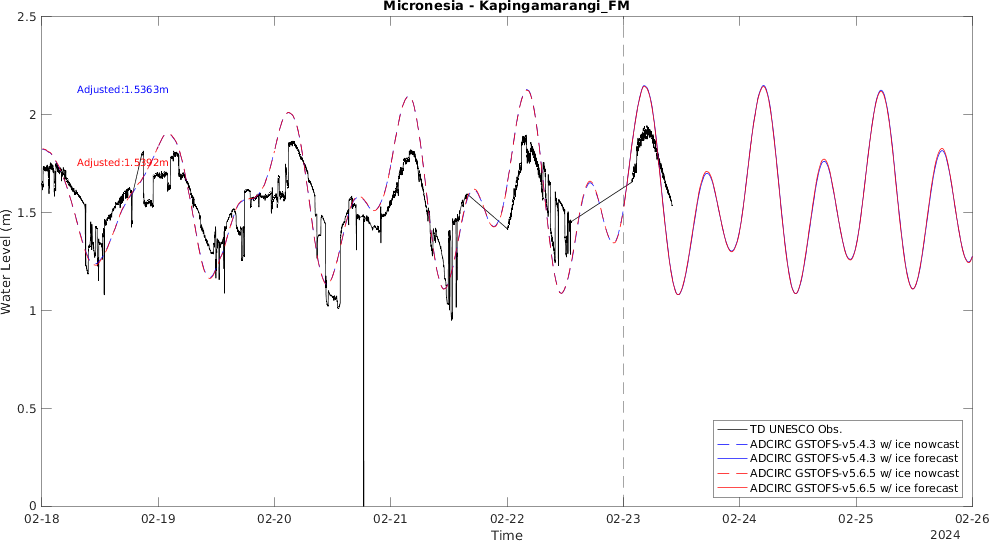 Micronesia - Kapingamarangi_FM
2.5
2
1.5
1
0.5
0
Water Level (m)
Adjusted:1.5363m
Adjusted:1.5392m
TD UNESCO Obs.
ADCIRC GSTOFS-v5.4.3 w/ ice nowcast
ADCIRC GSTOFS-v5.4.3 w/ ice forecast
ADCIRC GSTOFS-v5.6.5 w/ ice nowcast
ADCIRC GSTOFS-v5.6.5 w/ ice forecast
02-18 02-19 02-20 02-21 02-22 02-23 02-24 02-25 02-26
Time
2024